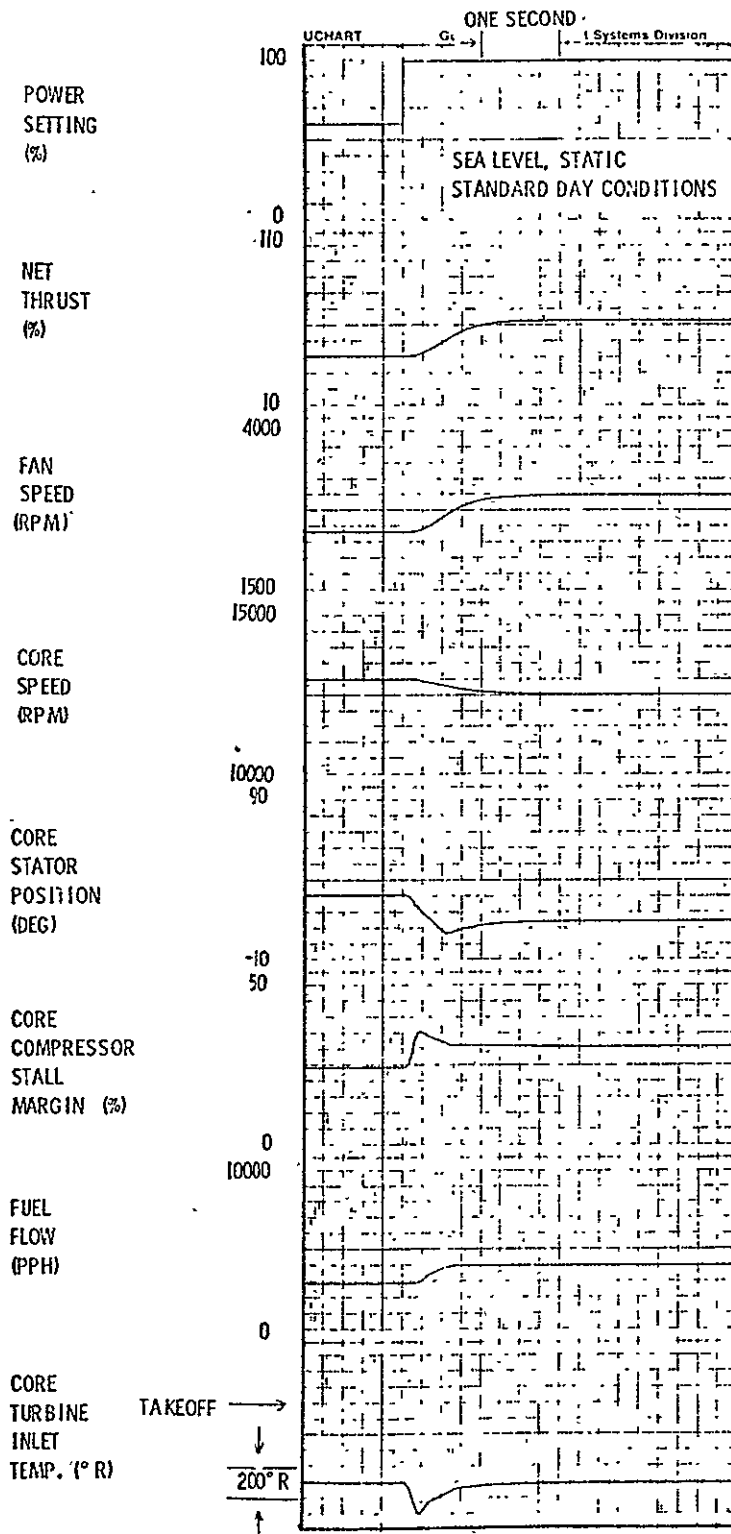 ONE SECOND
UCHART
Systems Division
100
POWER
SETTING
(%)
SEA LEVEL, STATIC
STANDARD DAY CONDITIONS
0
110
NET
THRUST
(%)
10
4000
FAN
SPEED
(RPM)
1500
15000
CORE
SPEED
(RPM)
10000
90
CORE
STATOR
POSITION
(DEG)
-10
50
CORE
COMPRESSOR
STALL
MARGIN (%)
0
10000
FUEL
FLOW
(PPH)
0
CORE
TURBINE
INLET
TEMP. (° R)
TAKEOFF
200° R